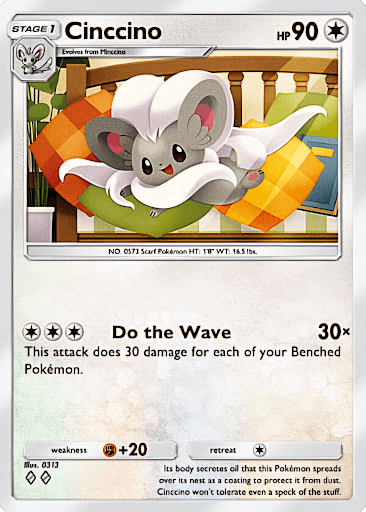 STAGE 1
Cinccino
HP 90
Evolves from Minccino
NO. 0573 Scarf Pokémon HT: 1'8" WT: 16.5 lbs.
Do the Wave 30×
This attack does 30 damage for each of your Benched
Pokémon.
weakness +20
retreat
Illus. 0313
Its body secretes oil that this Pokémon spreads
over its nest as a coating to protect it from dust.
Cinccino won't tolerate even a speck of the stuff.